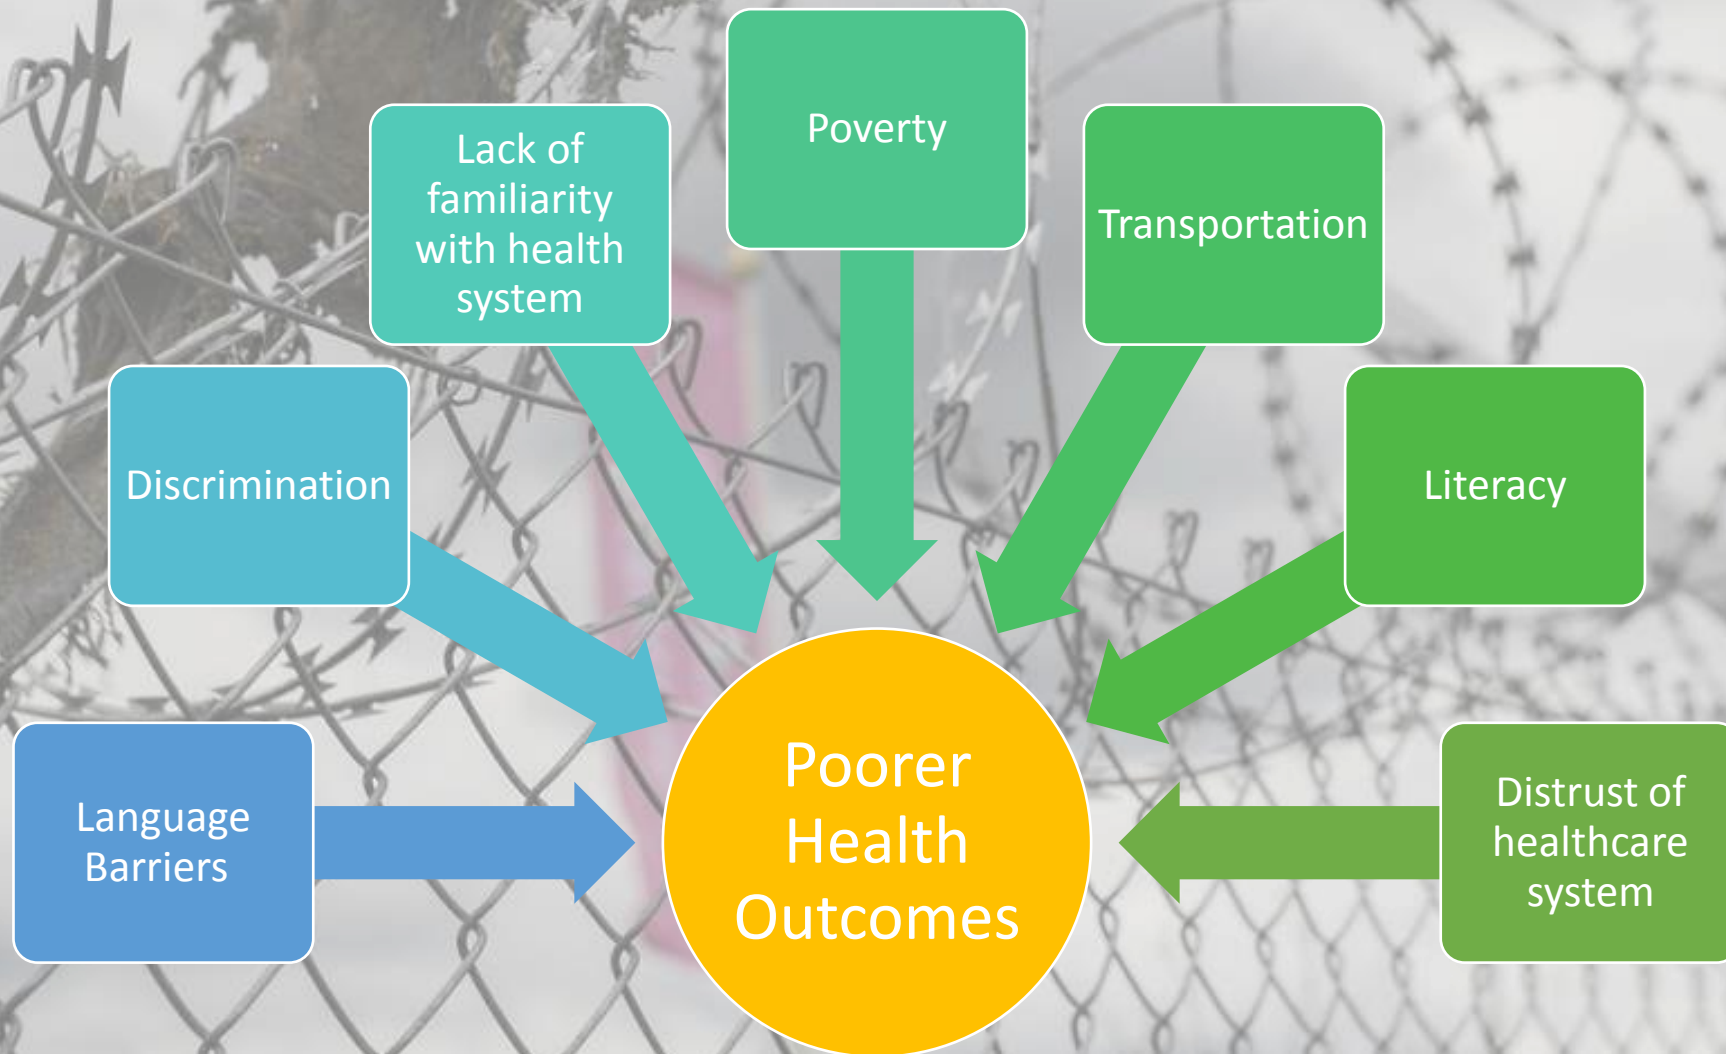 Poverty
Lack of
familiarity
with health
system
Transportation
Discrimination
Literacy
Language
Barriers
Poorer
Health
Outcomes
Distrust of
healthcare
system